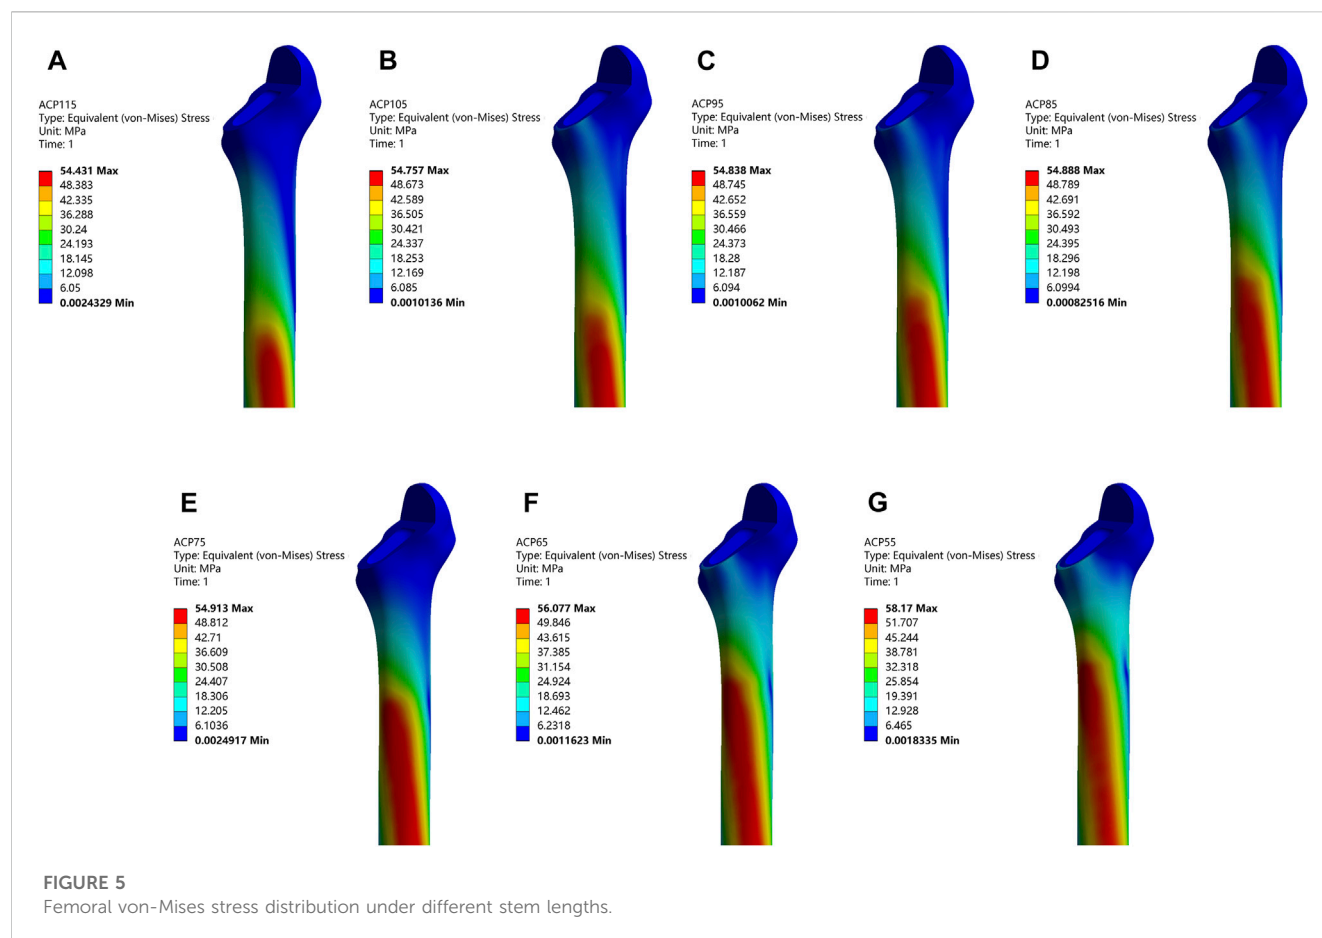 A
ACP115
Type: Equivalent (von-Mises) Stress
Unit: MPa
Time: 1
54.431 Max
48.383
42.335
36.288
30.24
24.193
18.145
12.098
6.05
0.0024329 Min
B
ACP105
Type: Equivalent (von-Mises) Stress
Unit: MPa
Time: 1
54.757 Max
48.673
42.589
36.505
30.421
24.337
18.253
12.169
6.085
0.0010136 Min
C
ACP95
Type: Equivalent (von-Mises) Stress
Unit: MPa
Time: 1
54.838 Max
48.745
42.652
36.559
30.466
24.373
18.28
12.187
6.094
0.0010062 Min
D
ACP85
Type: Equivalent (von-Mises) Stress
Unit: MPa
Time: 1
54.888 Max
48.789
42.691
36.592
30.493
24.395
18.296
12.198
6.0994
0.00082516 Min
E
ACP75
Type: Equivalent (von-Mises) Stress
Unit: MPa
Time: 1
54.913 Max
48.812
42.71
36.609
30.508
24.407
18.306
12.205
6.1036
0.0024917 Min
F
ACP65
Type: Equivalent (von-Mises) Stress
Unit: MPa
Time: 1
56.077 Max
49.846
43.615
37.385
31.154
24.924
18.693
12.462
6.2318
0.0011623 Min
G
ACP55
Type: Equivalent (von-Mises) Stress
Unit: MPa
Time: 1
58.17 Max
51.707
45.244
38.781
32.318
25.854
19.391
12.928
6.465
0.0018335 Min
FIGURE 5
Femoral von-Mises stress distribution under different stem lengths.